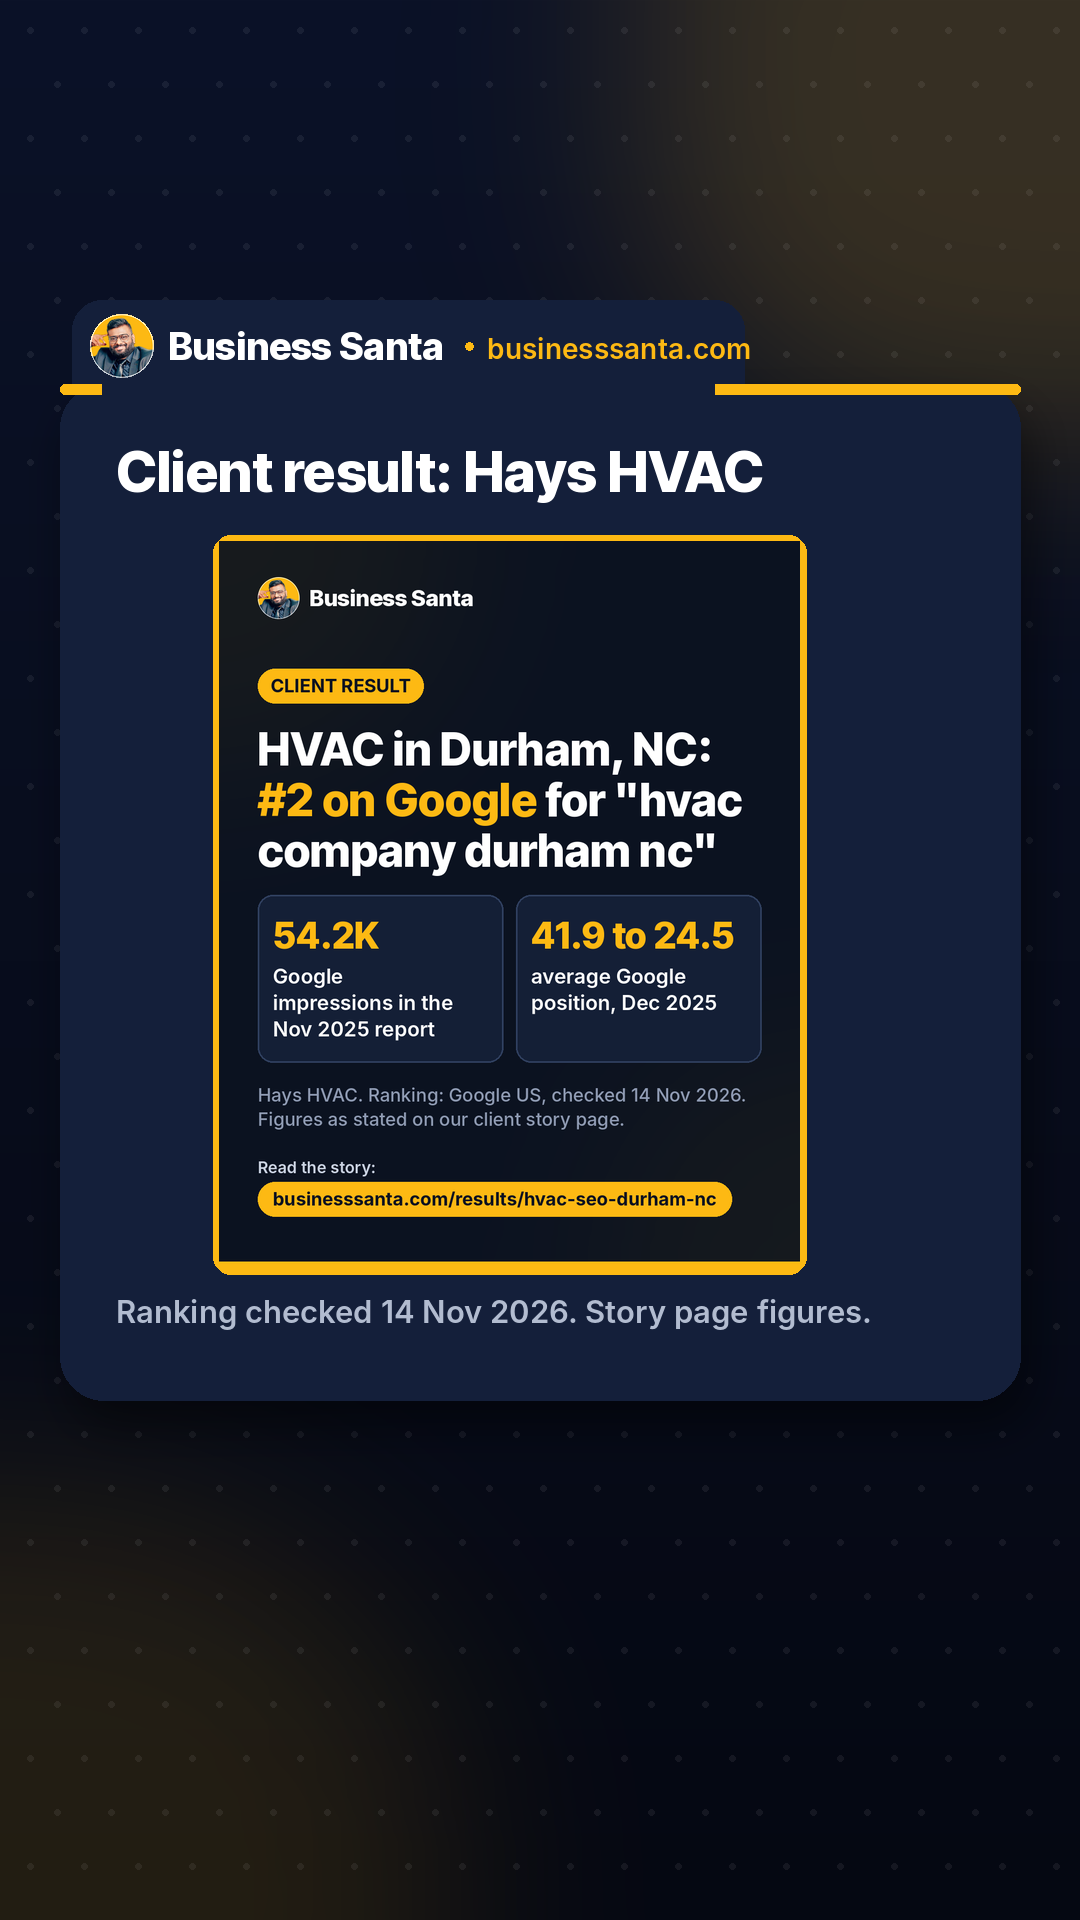 Business Santa • businesssanta.com
Client result: Hays HVAC
Business Santa
CLIENT RESULT
HVAC in Durham, NC:
#2 on Google for "hvac
company durham nc"
54.2K
Google
impressions in the
Nov 2025 report
41.9 to 24.5
average Google
position, Dec 2025
Hays HVAC. Ranking: Google US, checked 14 Nov 2026.
Figures as stated on our client story page.
Read the story:
businesssanta.com/results/hvac-seo-durham-nc
Ranking checked 14 Nov 2026. Story page figures.